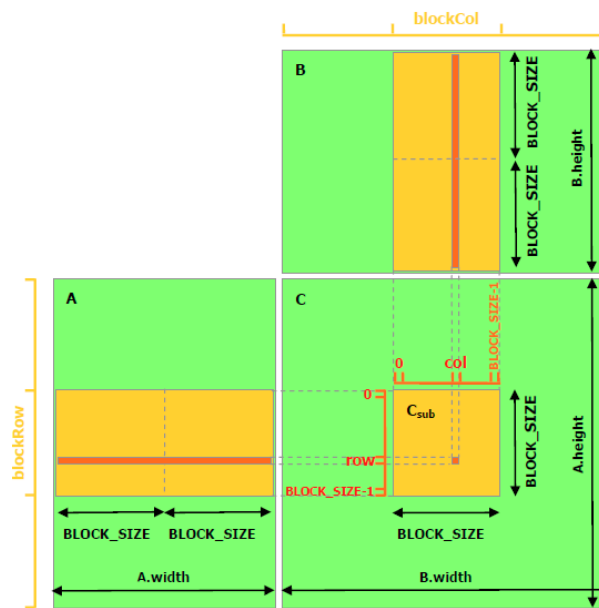 blockCol
B
BLOCK_SIZE
BLOCK_SIZE
B.height
A
C
BLOCK_SIZE-1
0
col
blockRow
0
C_sub
row
BLOCK_SIZE-1
BLOCK_SIZE
A.height
BLOCK_SIZE
BLOCK_SIZE
BLOCK_SIZE
A.width
B.width